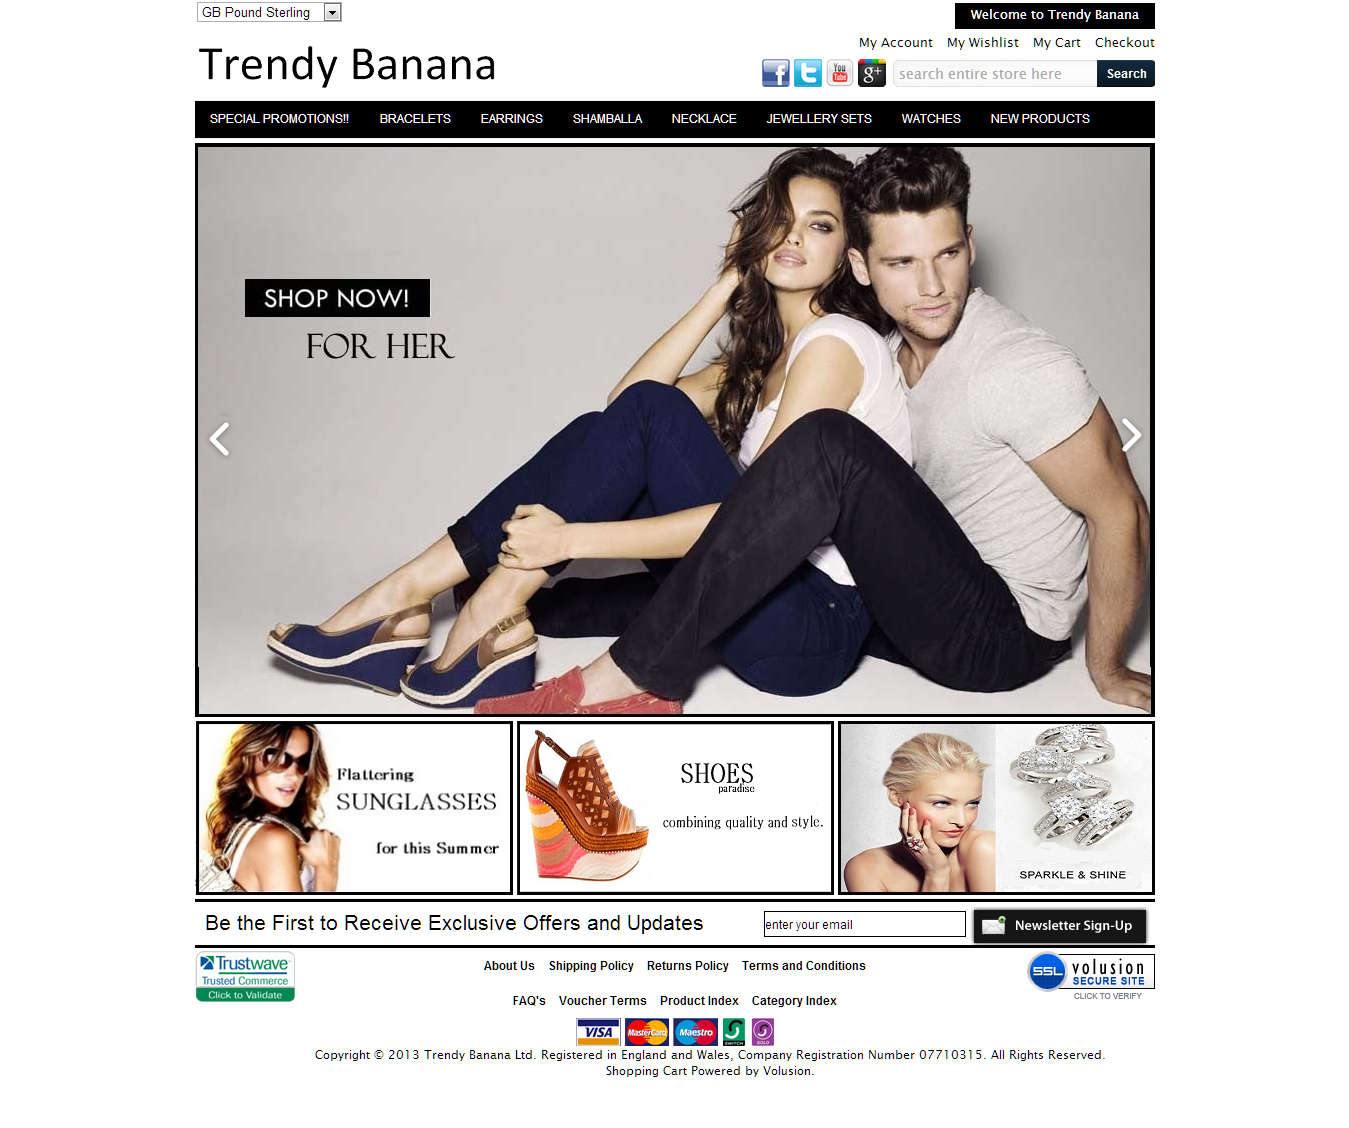 GB Pound Sterling
Welcome to Trendy Banana
My Account My Wishlist My Cart Checkout
Trendy Banana
f t You Tube g+ search entire store here Search
SPECIAL PROMOTIONS!! BRACELETS EARRINGS SHAMBALLA NECKLACE JEWELLERY SETS WATCHES NEW PRODUCTS
SHOP NOW!
FOR HER
Flattering
SUNGLASSES
for this Summer
SHOES
paradise
combining quality and style.
SPARKLE & SHINE
Be the First to Receive Exclusive Offers and Updates enter your email Newsletter Sign-Up
Trustwave
Trusted Commerce
Click to Validate
About Us Shipping Policy Returns Policy Terms and Conditions
SSL volusion
SECURE SITE
CLICK TO VERIFY
FAQ's Voucher Terms Product Index Category Index
VISA MasterCard Maestro SWITCH SOLO
Copyright © 2013 Trendy Banana Ltd. Registered in England and Wales, Company Registration Number 07710315. All Rights Reserved.
Shopping Cart Powered by Volusion.